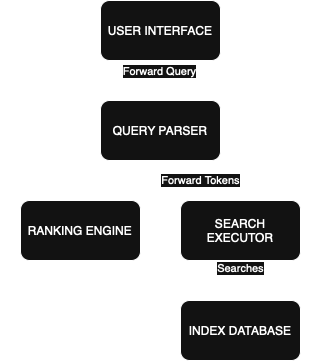 USER INTERFACE
Forward Query
QUERY PARSER
Forward Tokens
RANKING ENGINE
SEARCH
EXECUTOR
Searches
INDEX DATABASE